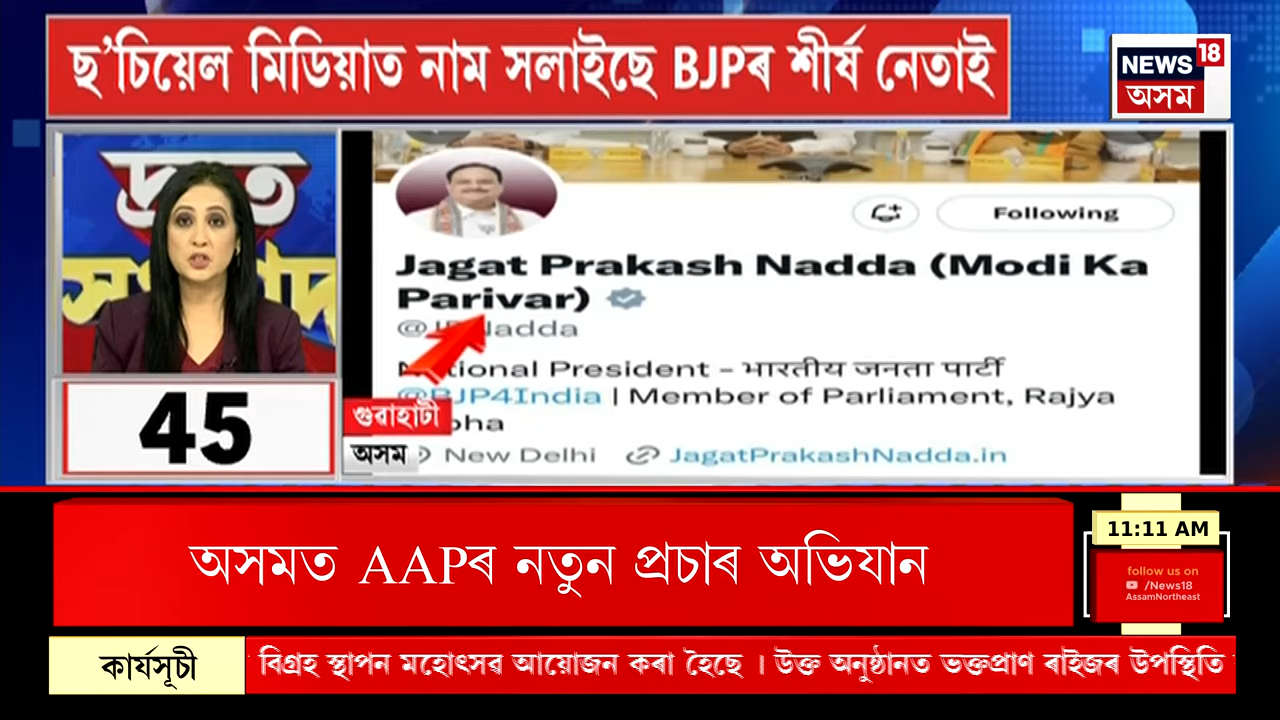 ছ'চিয়েল মিডিয়াত নাম সলাইছে BJPৰ শীৰ্ষ নেতাই
NEWS 18
অসম
দ্ৰুত
সংবাদ
45
Following
Jagat Prakash Nadda (Modi Ka
Parivar)
National President – भारतीय जनता पार्टी
@BJP4India | Member of Parliament, Rajya
গুৱাহাটী
অসম
New Delhi JagatPrakashNadda.in
অসমত AAPৰ নতুন প্ৰচাৰ অভিযান
11:11 AM
follow us on
/News18
AssamNortheast
কাৰ্যসূচী
বিগ্ৰহ স্থাপন মহোৎসৱ আয়োজন কৰা হৈছে । উক্ত অনুষ্ঠানত ভক্তপ্ৰাণ ৰাইজৰ উপস্থিতি